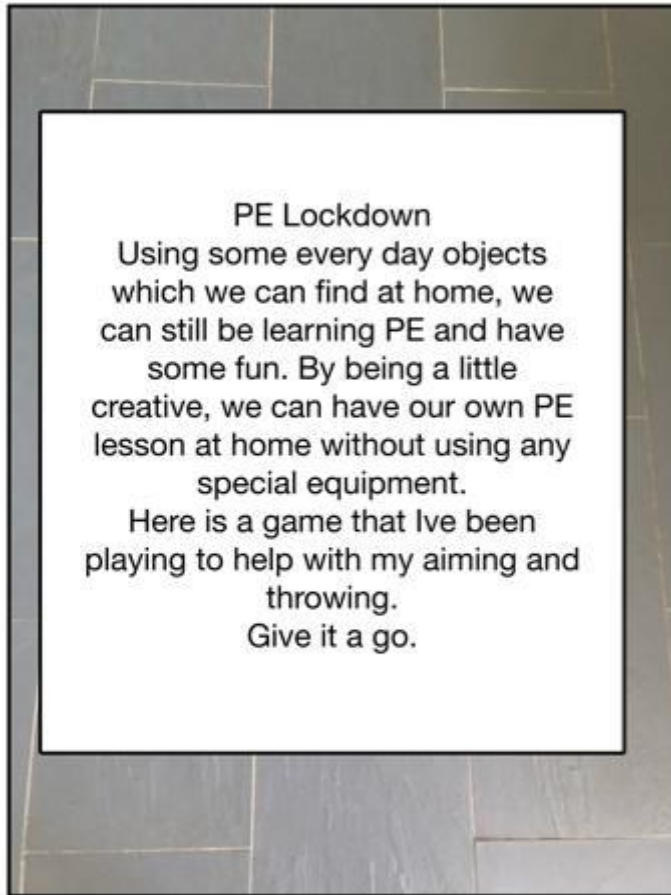 PE Lockdown
Using some every day objects
which we can find at home, we
can still be learning PE and have
some fun. By being a little
creative, we can have our own PE
lesson at home without using any
special equipment.
Here is a game that Ive been
playing to help with my aiming and
throwing.
Give it a go.